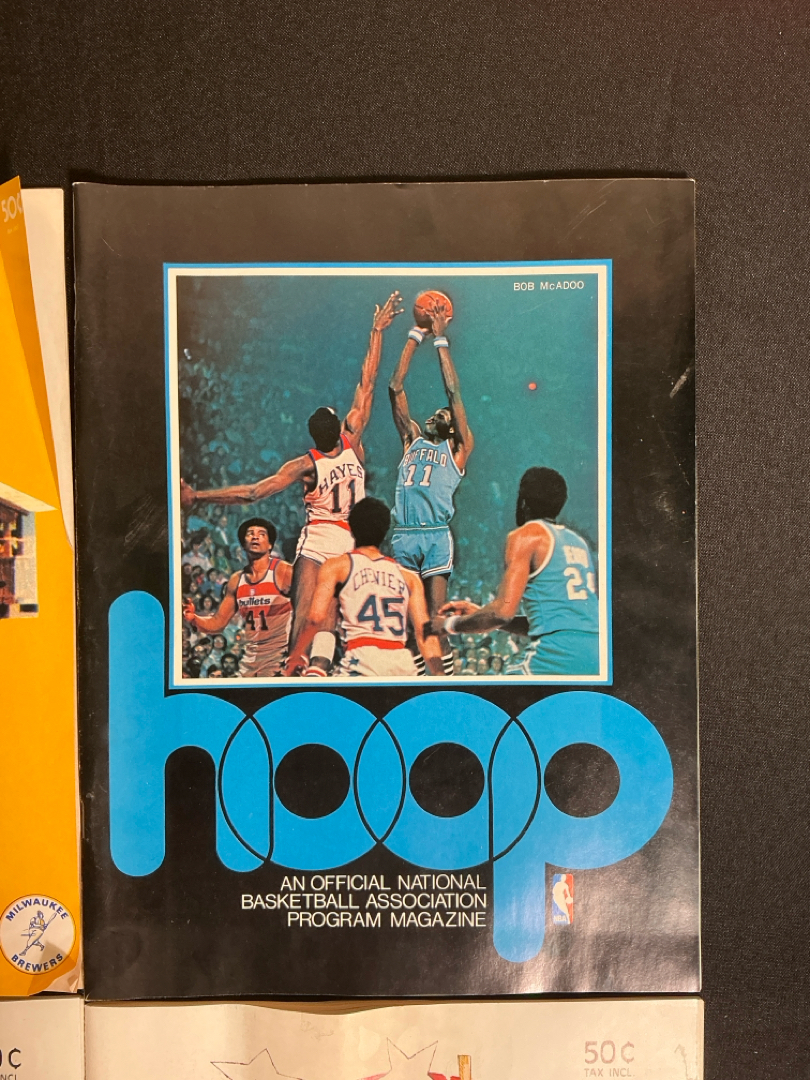 50¢
BOB McADOO
BUFFALO
11
HAYES
11
CHENIER
45
bullets
41
hoop
AN OFFICIAL NATIONAL
BASKETBALL ASSOCIATION
PROGRAM MAGAZINE
NBA
MILWAUKEE
BREWERS
50¢
TAX INCL.